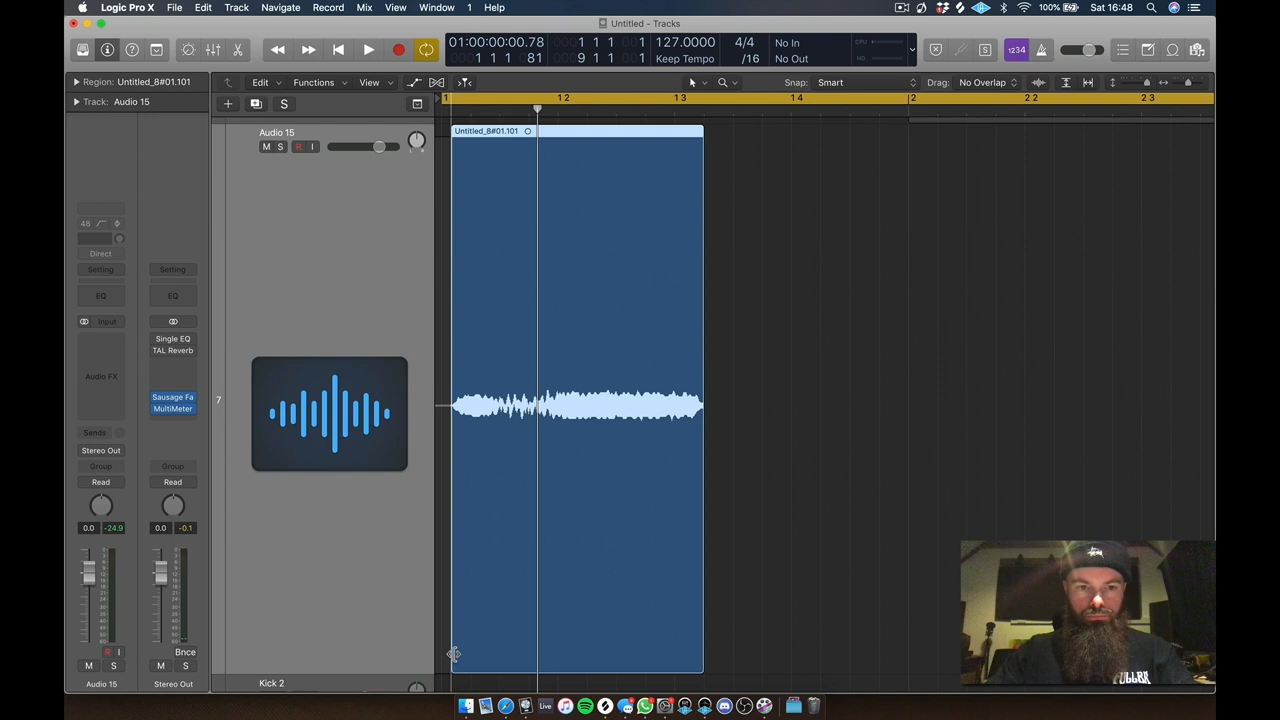 Logic Pro X File Edit Track Navigate Record Mix View Window 1 Help 100% Sat 16:48
Untitled - Tracks
01:00:00:00.78 1 1 1 1 127.0000 4/4 No In
1 1 1 81 9 1 1 1 Keep Tempo /16 No Out
CPU
HD
1234
Region: Untitled_8#01.101
Edit Functions View Snap: Smart Drag: No Overlap
Track: Audio 15
S
1 1 2 1 3 1 4 2 2 2 2 3
Audio 15
M S R I
L R
Untitled_8#01.101
7
Kick 2
48
Direct
Setting Setting
EQ EQ
Input
Single EQ
TAL Reverb
Audio FX
Sausage Fa
MultiMeter
Sends
Stereo Out
Group Group
Read Read
0.0 -24.9 0.0 -0.1
R I Bnce
M S M S
Audio 15 Stereo Out
Live